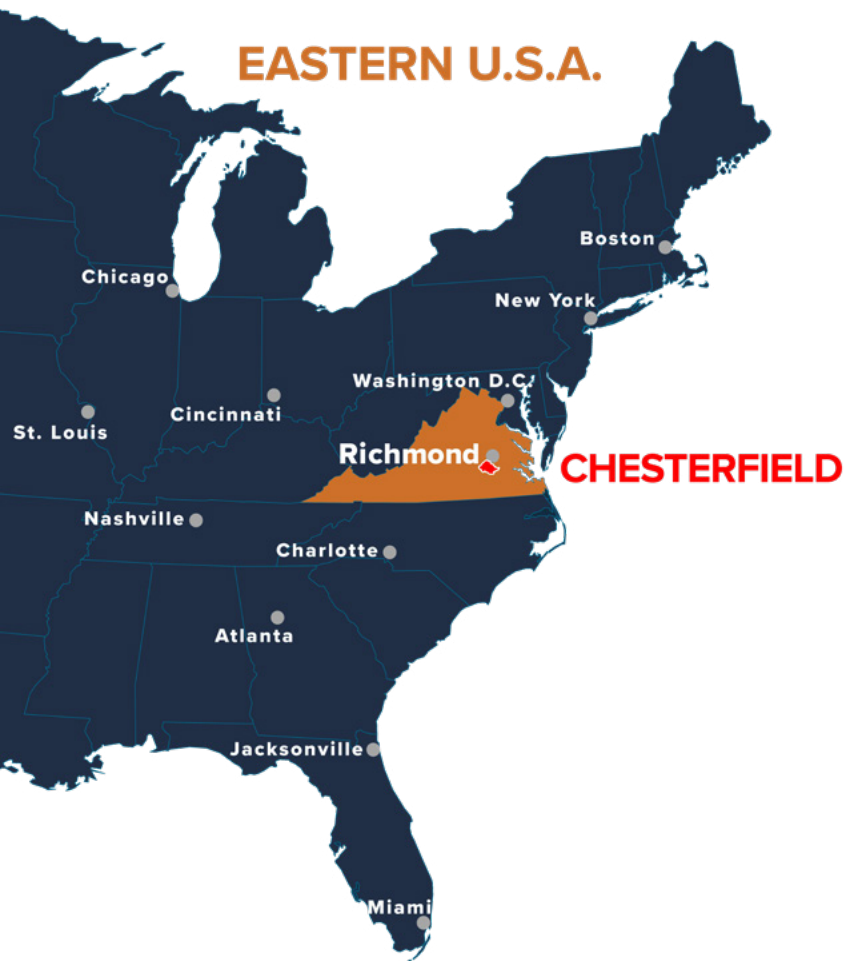 EASTERN U.S.A.
Boston
Chicago
New York
Washington D.C.
Cincinnati
St. Louis
Richmond
CHESTERFIELD
Nashville
Charlotte
Atlanta
Jacksonville
Miami